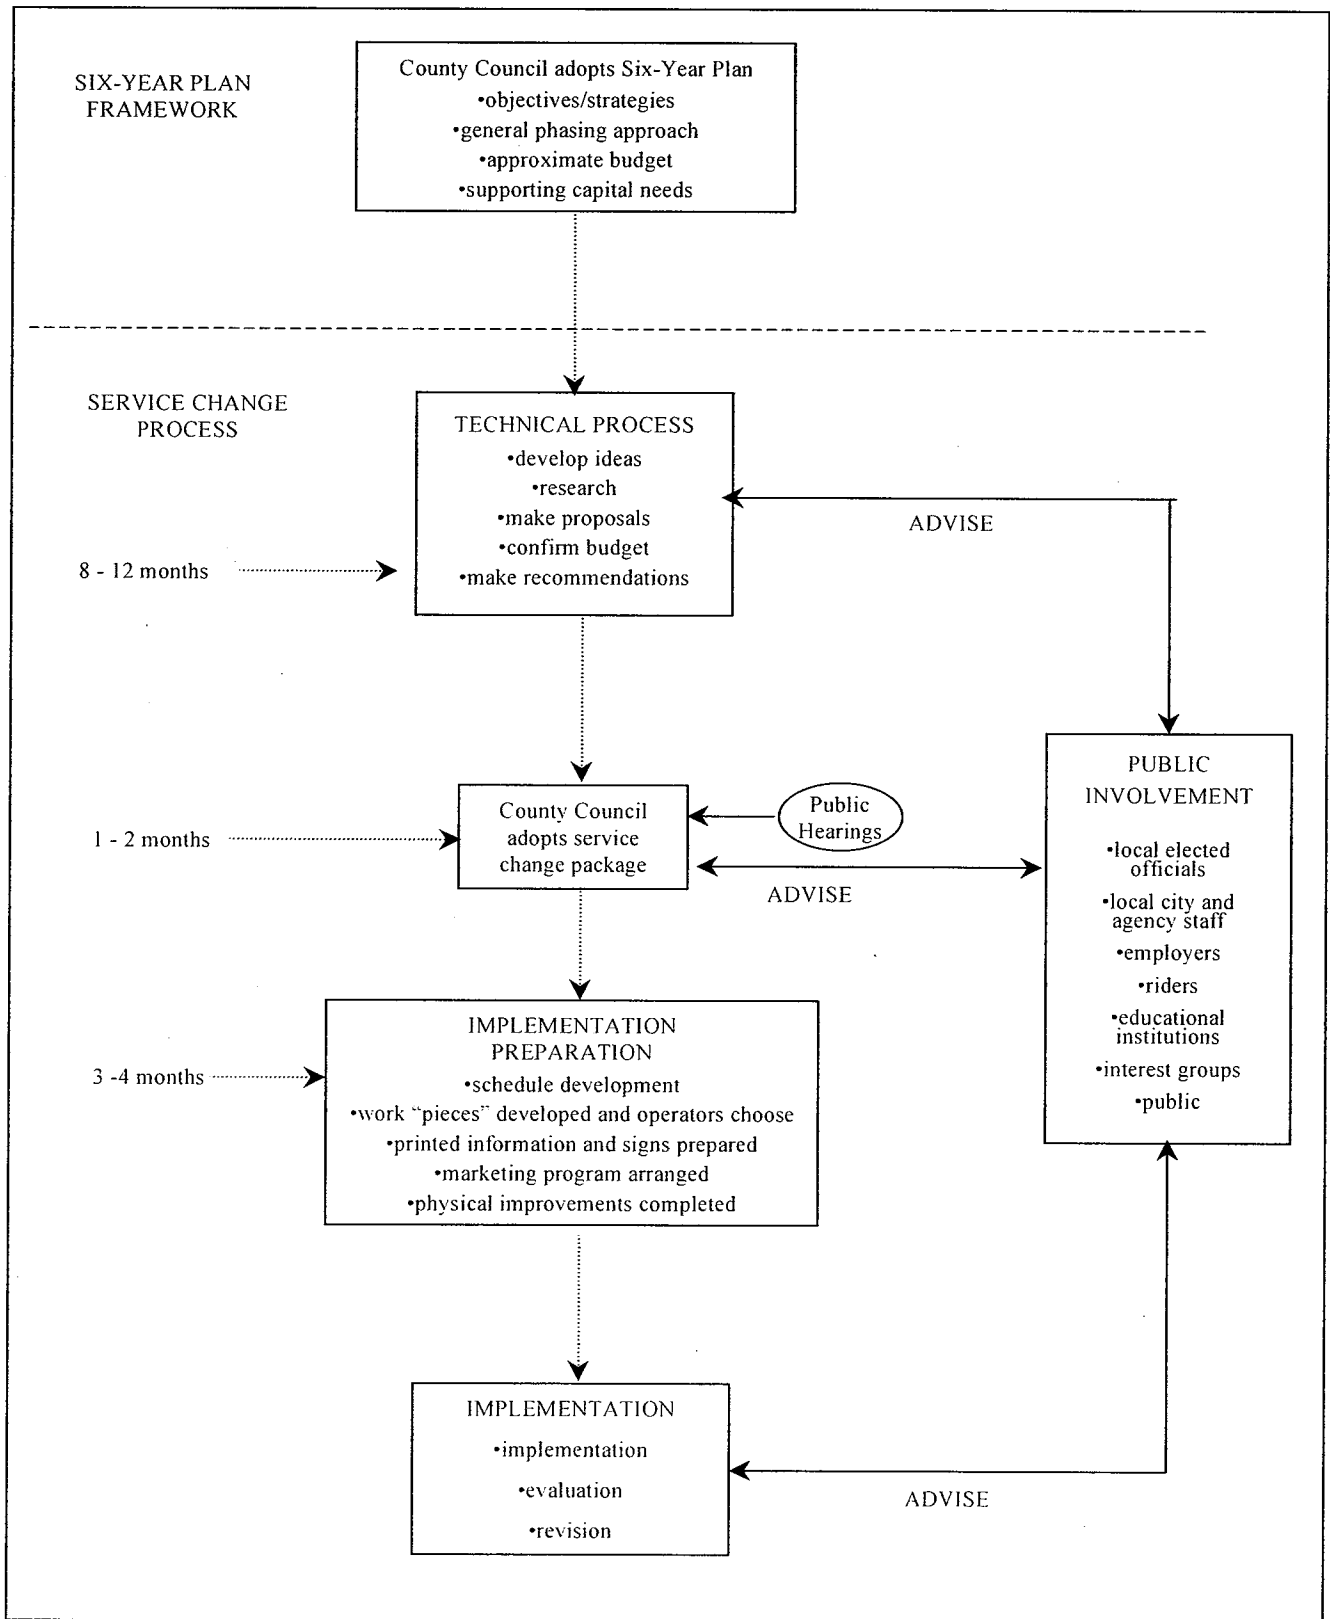 SIX-YEAR PLAN
FRAMEWORK
County Council adopts Six-Year Plan
•objectives/strategies
•general phasing approach
•approximate budget
•supporting capital needs
SERVICE CHANGE
PROCESS
TECHNICAL PROCESS
•develop ideas
•research
•make proposals
•confirm budget
•make recommendations
8 - 12 months
ADVISE
County Council
adopts service
change package
1 - 2 months
Public
Hearings
ADVISE
PUBLIC
INVOLVEMENT
•local elected
officials
•local city and
agency staff
•employers
•riders
•educational
institutions
•interest groups
•public
IMPLEMENTATION
PREPARATION
•schedule development
•work “pieces” developed and operators choose
•printed information and signs prepared
•marketing program arranged
•physical improvements completed
3 -4 months
IMPLEMENTATION
•implementation
•evaluation
•revision
ADVISE